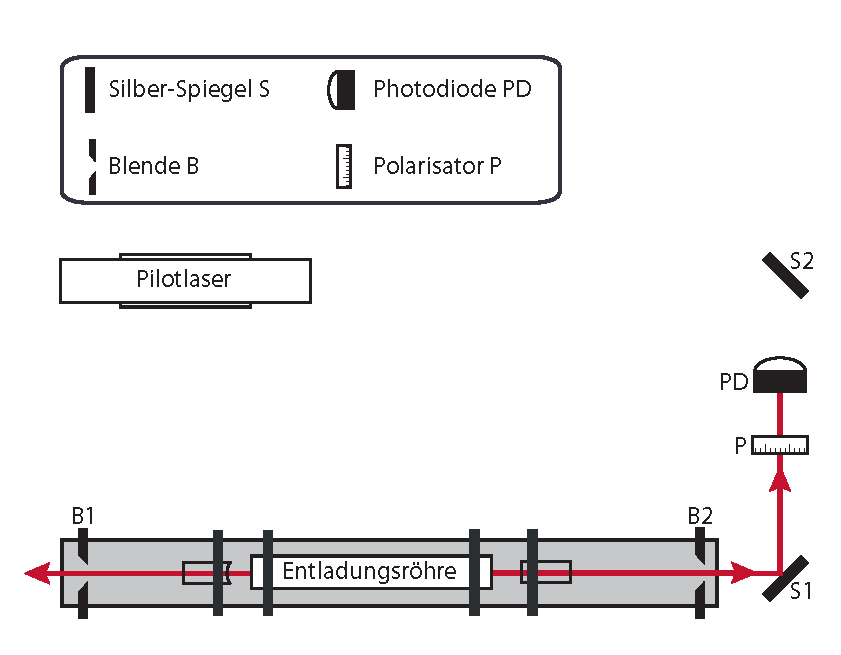 Silber-Spiegel S
Photodiode PD
Blende B
Polarisator P
Pilotlaser
S2
PD
P
B1
B2
Entladungsröhre
S1